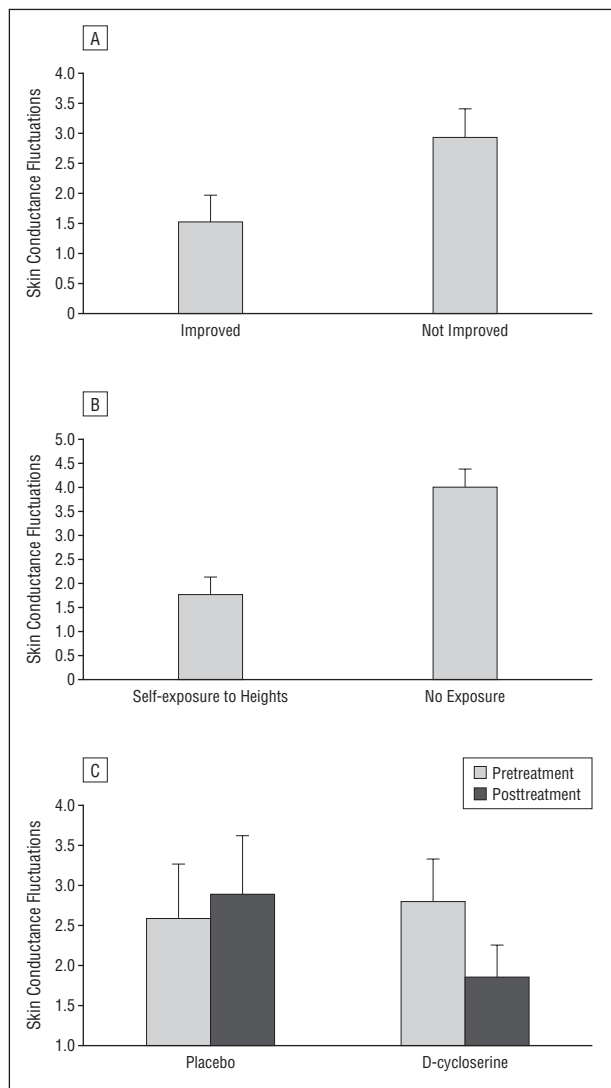 A
Skin Conductance Fluctuations
4.0
3.5
3.0
2.5
2.0
1.5
1.0
0.5
0
Improved Not Improved
B
Skin Conductance Fluctuations
5.0
4.5
4.0
3.5
3.0
2.5
2.0
1.5
1.0
0.5
0
Self-exposure to Heights No Exposure
C
Pretreatment
Posttreatment
Skin Conductance Fluctuations
4.0
3.5
3.0
2.5
2.0
1.5
1.0
Placebo D-cycloserine